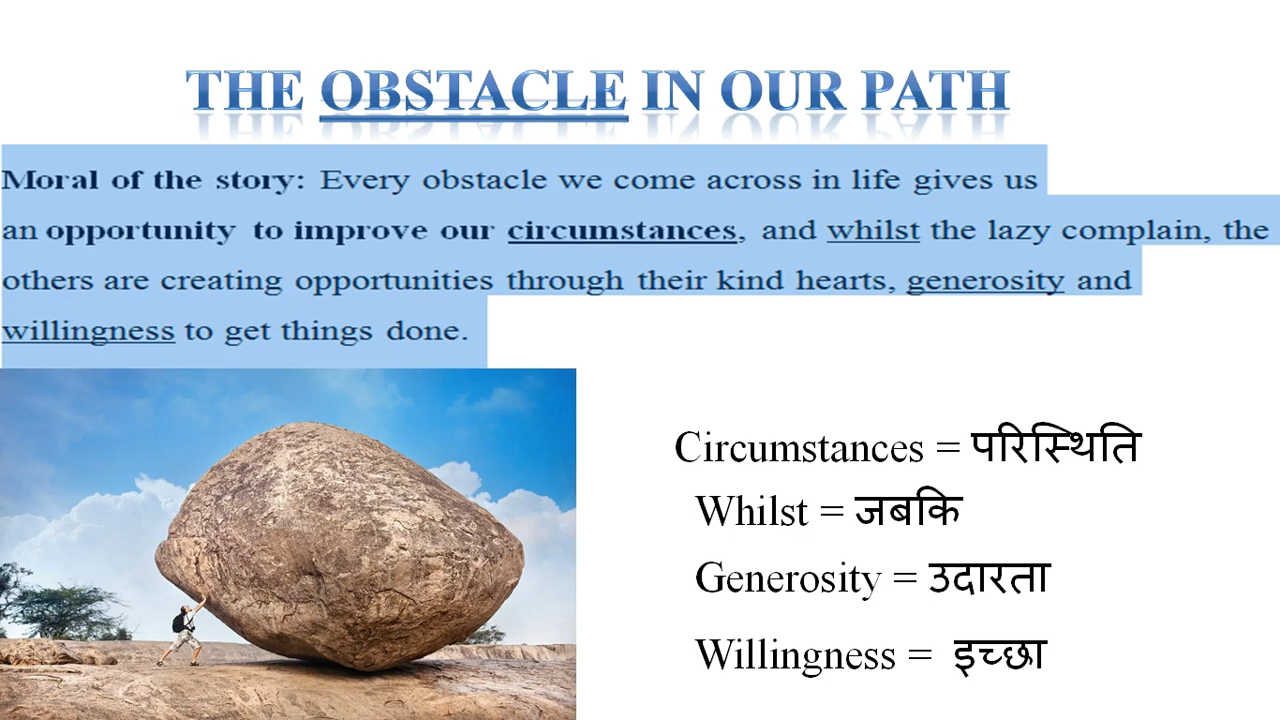 THE OBSTACLE IN OUR PATH
Moral of the story: Every obstacle we come across in life gives us
an opportunity to improve our circumstances, and whilst the lazy complain, the
others are creating opportunities through their kind hearts, generosity and
willingness to get things done.
Circumstances = परिस्थिति
Whilst = जबकि
Generosity = उदारता
Willingness = इच्छा